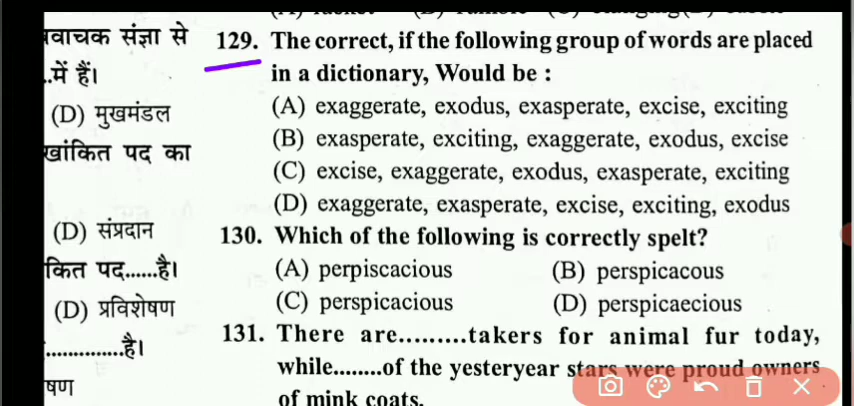 वाचक संज्ञा से
..में हैं।
(D) मुखमंडल
खांकित पद का
(D) संप्रदान
कित पद......है।
(D) प्रविशेषण
..............है।
षण
129. The correct, if the following group of words are placed
in a dictionary, Would be :
(A) exaggerate, exodus, exasperate, excise, exciting
(B) exasperate, exciting, exaggerate, exodus, excise
(C) excise, exaggerate, exodus, exasperate, exciting
(D) exaggerate, exasperate, excise, exciting, exodus
130. Which of the following is correctly spelt?
(A) perpiscacious (B) perspicacous
(C) perspicacious (D) perspicaecious
131. There are.........takers for animal fur today,
while........of the yesteryear stars were proud owners
of mink coats.